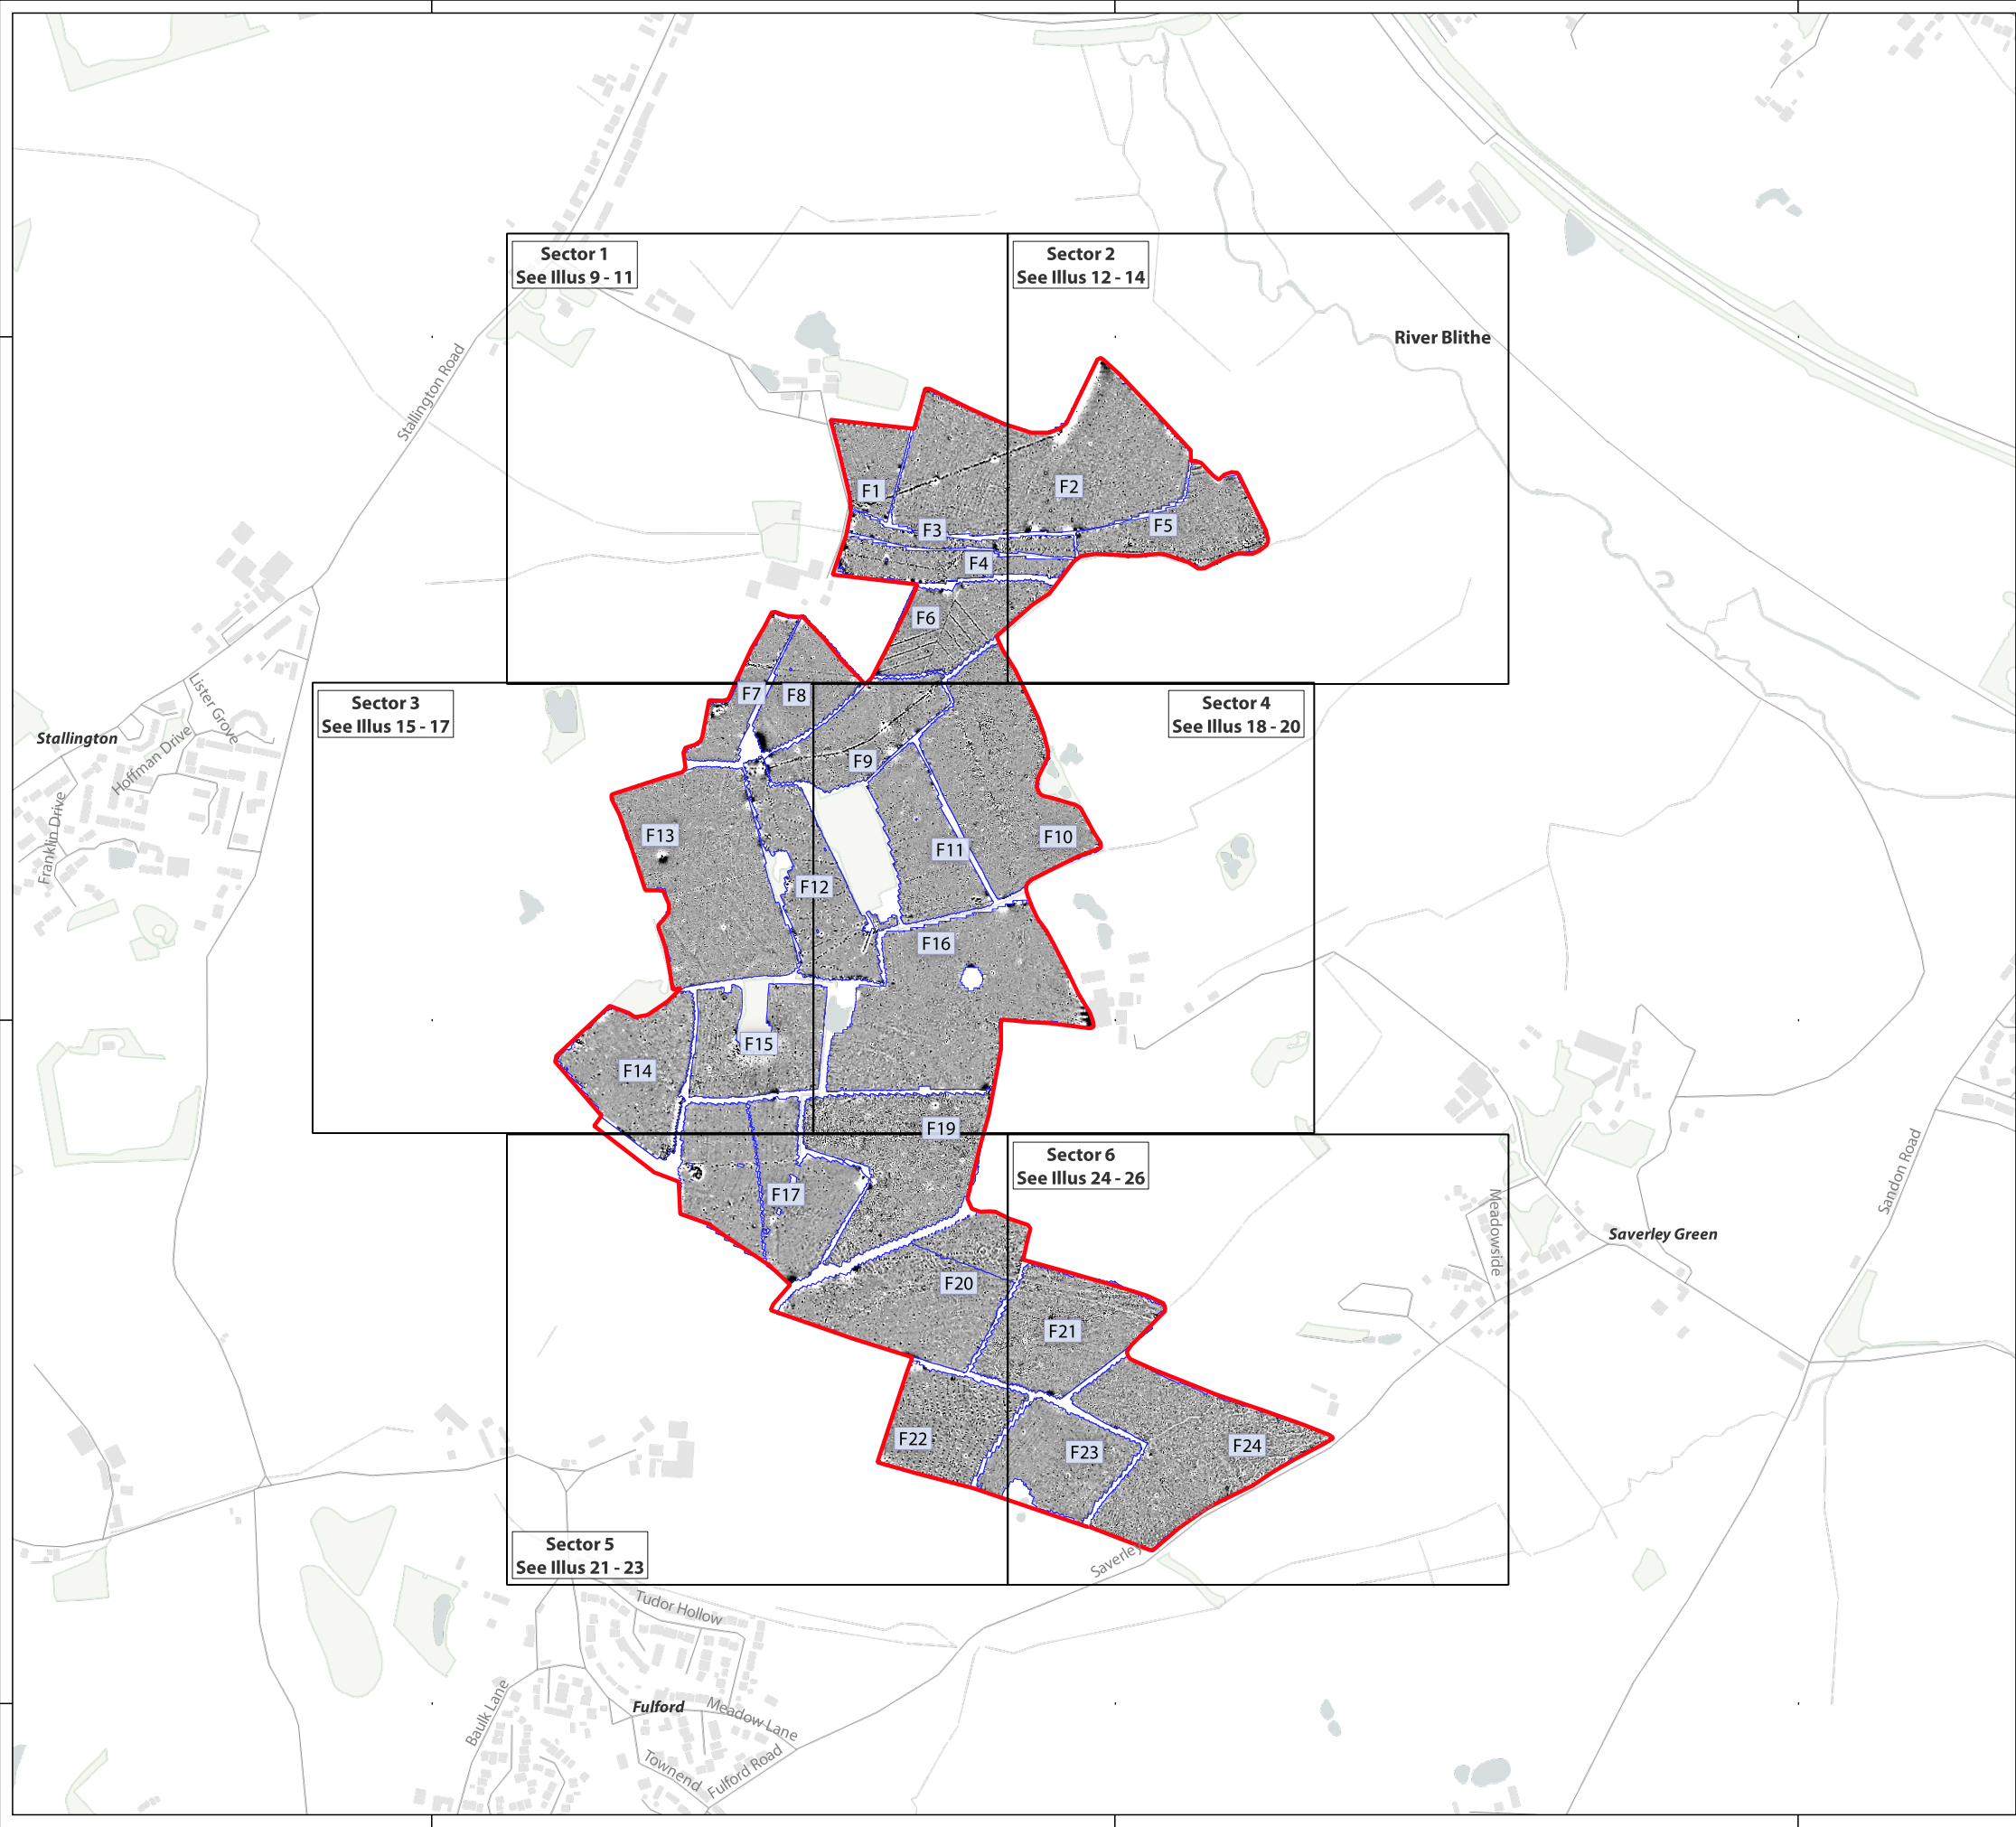 Sector 1
See Illus 9 - 11
Sector 2
See Illus 12 - 14
River Blithe
Stallington Road
F1
F2
F3
F5
F4
F6
Sector 3
See Illus 15 - 17
F7
F8
Sector 4
See Illus 18 - 20
Lister Grove
Stallington
Hoffman Drive
Franklin Drive
F9
F13
F10
F11
F12
F16
F15
F14
F19
Sector 6
See Illus 24 - 26
Sandon Road
F17
Meadowside
Saverley Green
F20
F21
F22
F23
F24
Sector 5
See Illus 21 - 23
Saverley
Tudor Hollow
Baulk Lane
Fulford
Meadow Lane
Townend
Fulford Road